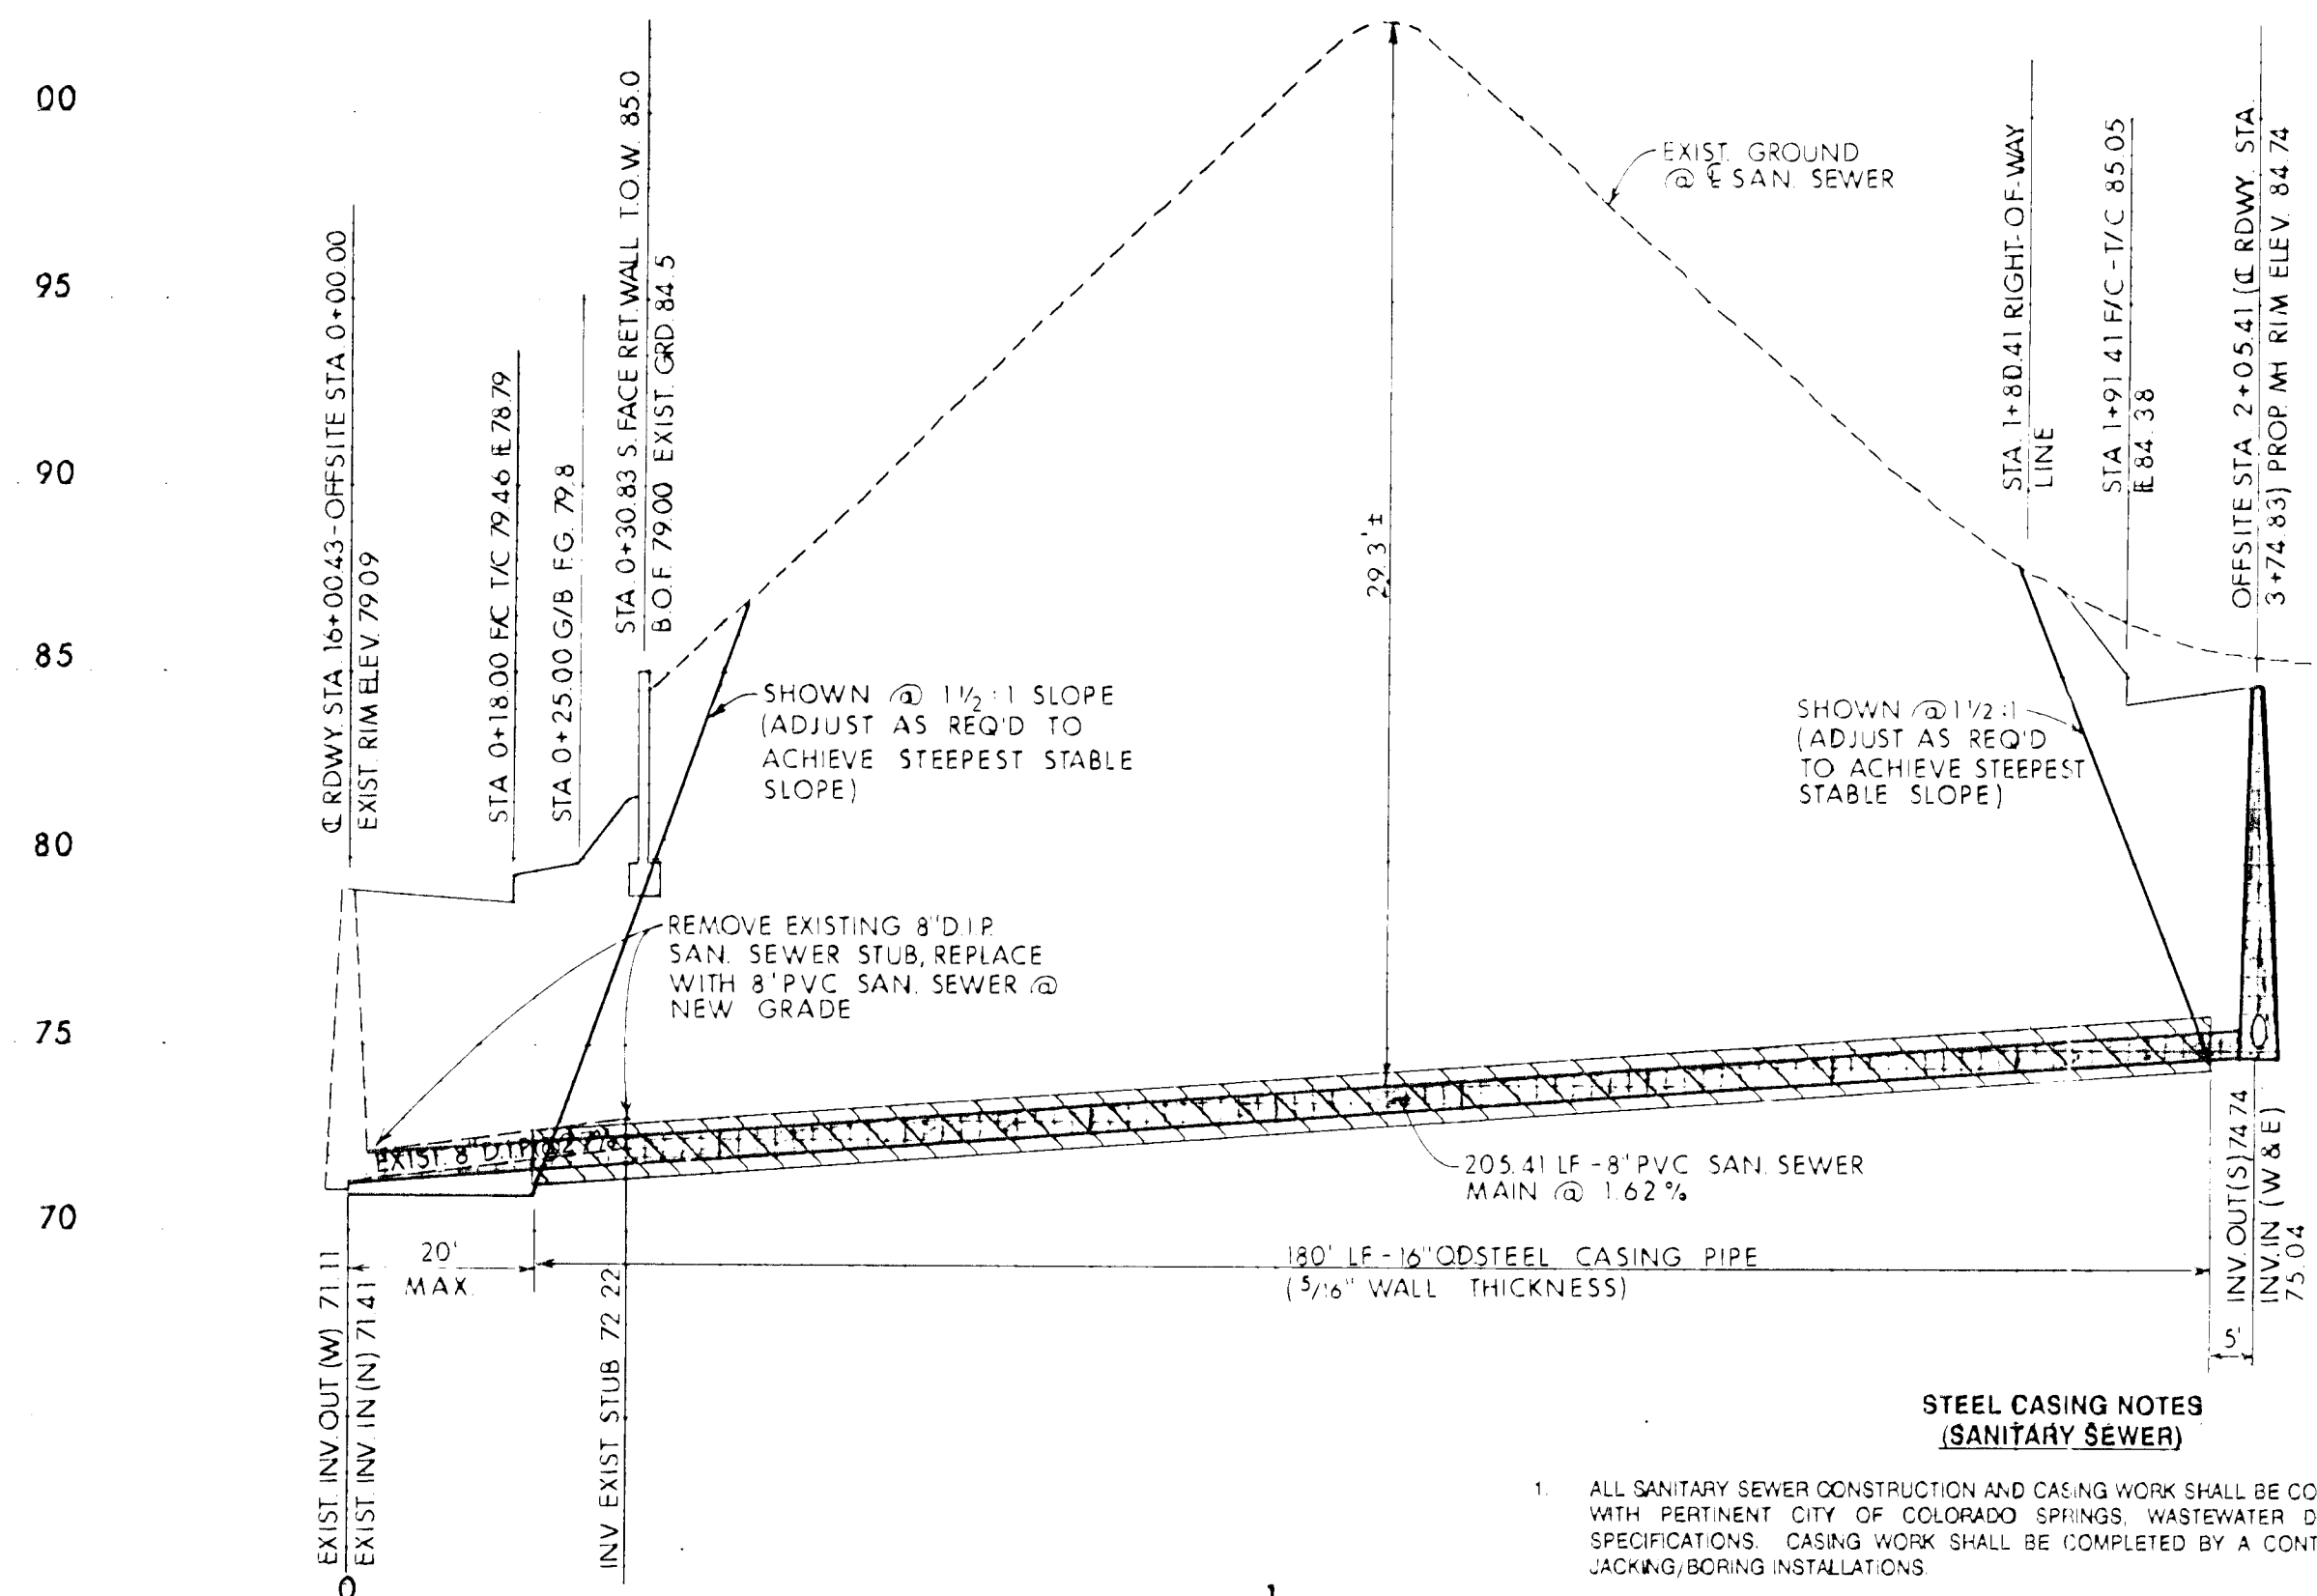 00
95
90
85
80
75
70
℄ RDWY. STA. 16+00.43-OFFSITE STA. 0+00.00
EXIST. RIM ELEV. 79.09
STA. 0+18.00 F/C T/C 79.46 FL 78.79
STA. 0+25.00 G/B F.G. 79.8
STA. 0+30.83 S. FACE RET. WALL T.O.W. 85.0
B.O.F. 79.00 EXIST. GRD. 84.5
EXIST. GROUND
@ ℄ SAN. SEWER
STA. 1+80.41 RIGHT-OF-WAY
LINE
STA. 1+91.41 F/C-T/C 85.05
FL 84.38
OFFSITE STA. 2+05.41 (℄ RDWY. STA.
3+74.83) PROP. MH RIM ELEV. 84.74
29.3'±
SHOWN @ 1 1/2 : 1 SLOPE
(ADJUST AS REQ'D TO
ACHIEVE STEEPEST STABLE
SLOPE)
SHOWN @ 1 1/2 :1
(ADJUST AS REQ'D
TO ACHIEVE STEEPEST
STABLE SLOPE)
REMOVE EXISTING 8" D.I.P.
SAN. SEWER STUB, REPLACE
WITH 8" PVC SAN. SEWER @
NEW GRADE
EXIST. 8" D.I.P.
205.41 LF - 8" PVC SAN. SEWER
MAIN @ 1.62%
20'
MAX.
180' LF - 16" OD STEEL CASING PIPE
(5/16" WALL THICKNESS)
5'
EXIST. INV. OUT (W) 71.11
EXIST. INV. IN (N) 71.41
INV. EXIST STUB 72.22
INV. OUT (S) 74.74
INV. IN (W & E)
75.04
STEEL CASING NOTES
(SANITARY SEWER)
1. ALL SANITARY SEWER CONSTRUCTION AND CASING WORK SHALL BE CO
WITH PERTINENT CITY OF COLORADO SPRINGS, WASTEWATER D
SPECIFICATIONS. CASING WORK SHALL BE COMPLETED BY A CONT
JACKING/BORING INSTALLATIONS.
0
1